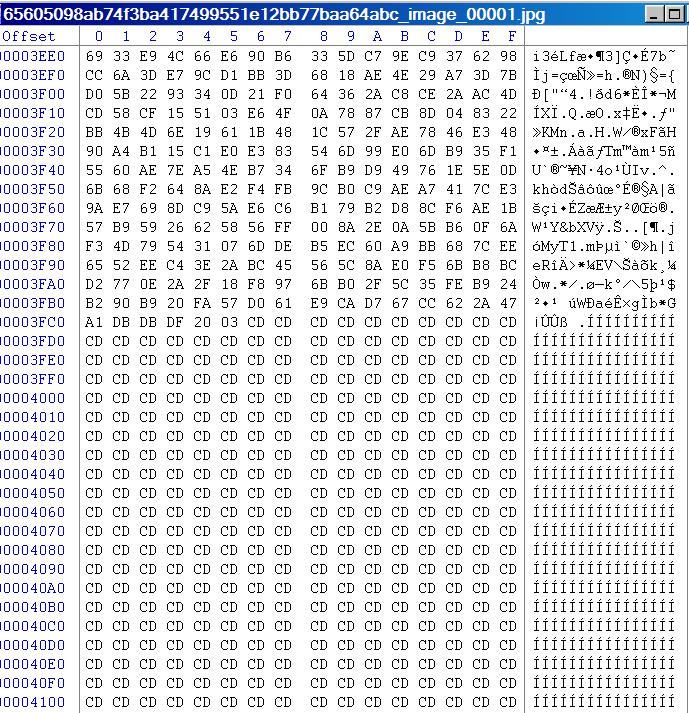 65605098ab74f3ba417499551e12bb77baa64abc_image_00001.jpg
Offset 0 1 2 3 4 5 6 7 8 9 A B C D E F
00003EE0 69 33 E9 4C 66 E6 90 B6 33 5D C7 9E C9 37 62 98
00003EF0 CC 6A 3D E7 9C D1 BB 3D 68 18 AE 4E 29 A7 3D 7B Ìj=çœÑ»=h.®N)§={
00003F00 D0 5B 22 93 34 0D 21 F0 64 36 2A C8 CE 2A AC 4D Ð["“4.!ðd6*ÈÎ*¬M
00003F10 CD 58 CF 15 51 03 E6 4F 0A 78 87 CB 8D 04 83 22
00003F20 BB 4B 4D 6E 19 61 1B 48 1C 57 2F AE 78 46 E3 48 »KMn.a.H.W/®xFãH
00003F30 90 A4 B1 15 C1 E0 E3 83 54 6D 99 E0 6D B9 35 F1
00003F40 55 60 AE 7E A5 4E B7 34 6F B9 D9 49 76 1E 5E 0D
00003F50 6B 68 F2 64 8A E2 F4 FB 9C B0 C9 AE A7 41 7C E3 khòdŠâôûœ°É®§A|ã
00003F60 9A E7 69 8D C9 5A E6 C6 B1 79 B2 D8 8C F6 AE 1B
00003F70 57 B9 59 26 62 58 56 FF 00 8A 2E 0A 5B B6 0F 6A W¹Y&bXVÿ.Š..[¶.j
00003F80 F3 4D 79 54 31 07 6D DE B5 EC 60 A9 BB 68 7C EE óMyT1.mÞµì`©»h|î
00003F90 65 52 EE C4 3E 2A BC 45 56 5C 8A E0 F5 6B B8 BC eRîÄ>*¼EV\Šàõk¸¼
00003FA0 D2 77 0E 2A 2F 18 F8 97 6B B0 2F 5C 35 FE B9 24 Òw.*/.ø—k°/\5þ¹$
00003FB0 B2 90 B9 20 FA 57 D0 61 E9 CA D7 67 CC 62 2A 47
00003FC0 A1 DB DB DF 20 03 CD CD CD CD CD CD CD CD CD CD ¡ÛÛß .ÍÍÍÍÍÍÍÍÍÍ
00003FD0 CD CD CD CD CD CD CD CD CD CD CD CD CD CD CD CD ÍÍÍÍÍÍÍÍÍÍÍÍÍÍÍÍ
00003FE0 CD CD CD CD CD CD CD CD CD CD CD CD CD CD CD CD ÍÍÍÍÍÍÍÍÍÍÍÍÍÍÍÍ
00003FF0 CD CD CD CD CD CD CD CD CD CD CD CD CD CD CD CD ÍÍÍÍÍÍÍÍÍÍÍÍÍÍÍÍ
00004000 CD CD CD CD CD CD CD CD CD CD CD CD CD CD CD CD ÍÍÍÍÍÍÍÍÍÍÍÍÍÍÍÍ
00004010 CD CD CD CD CD CD CD CD CD CD CD CD CD CD CD CD ÍÍÍÍÍÍÍÍÍÍÍÍÍÍÍÍ
00004020 CD CD CD CD CD CD CD CD CD CD CD CD CD CD CD CD ÍÍÍÍÍÍÍÍÍÍÍÍÍÍÍÍ
00004030 CD CD CD CD CD CD CD CD CD CD CD CD CD CD CD CD ÍÍÍÍÍÍÍÍÍÍÍÍÍÍÍÍ
00004040 CD CD CD CD CD CD CD CD CD CD CD CD CD CD CD CD ÍÍÍÍÍÍÍÍÍÍÍÍÍÍÍÍ
00004050 CD CD CD CD CD CD CD CD CD CD CD CD CD CD CD CD ÍÍÍÍÍÍÍÍÍÍÍÍÍÍÍÍ
00004060 CD CD CD CD CD CD CD CD CD CD CD CD CD CD CD CD ÍÍÍÍÍÍÍÍÍÍÍÍÍÍÍÍ
00004070 CD CD CD CD CD CD CD CD CD CD CD CD CD CD CD CD ÍÍÍÍÍÍÍÍÍÍÍÍÍÍÍÍ
00004080 CD CD CD CD CD CD CD CD CD CD CD CD CD CD CD CD ÍÍÍÍÍÍÍÍÍÍÍÍÍÍÍÍ
00004090 CD CD CD CD CD CD CD CD CD CD CD CD CD CD CD CD ÍÍÍÍÍÍÍÍÍÍÍÍÍÍÍÍ
000040A0 CD CD CD CD CD CD CD CD CD CD CD CD CD CD CD CD ÍÍÍÍÍÍÍÍÍÍÍÍÍÍÍÍ
000040B0 CD CD CD CD CD CD CD CD CD CD CD CD CD CD CD CD ÍÍÍÍÍÍÍÍÍÍÍÍÍÍÍÍ
000040C0 CD CD CD CD CD CD CD CD CD CD CD CD CD CD CD CD ÍÍÍÍÍÍÍÍÍÍÍÍÍÍÍÍ
000040D0 CD CD CD CD CD CD CD CD CD CD CD CD CD CD CD CD ÍÍÍÍÍÍÍÍÍÍÍÍÍÍÍÍ
000040E0 CD CD CD CD CD CD CD CD CD CD CD CD CD CD CD CD ÍÍÍÍÍÍÍÍÍÍÍÍÍÍÍÍ
000040F0 CD CD CD CD CD CD CD CD CD CD CD CD CD CD CD CD ÍÍÍÍÍÍÍÍÍÍÍÍÍÍÍÍ
00004100 CD CD CD CD CD CD CD CD CD CD CD CD CD CD CD CD ÍÍÍÍÍÍÍÍÍÍÍÍÍÍÍÍ